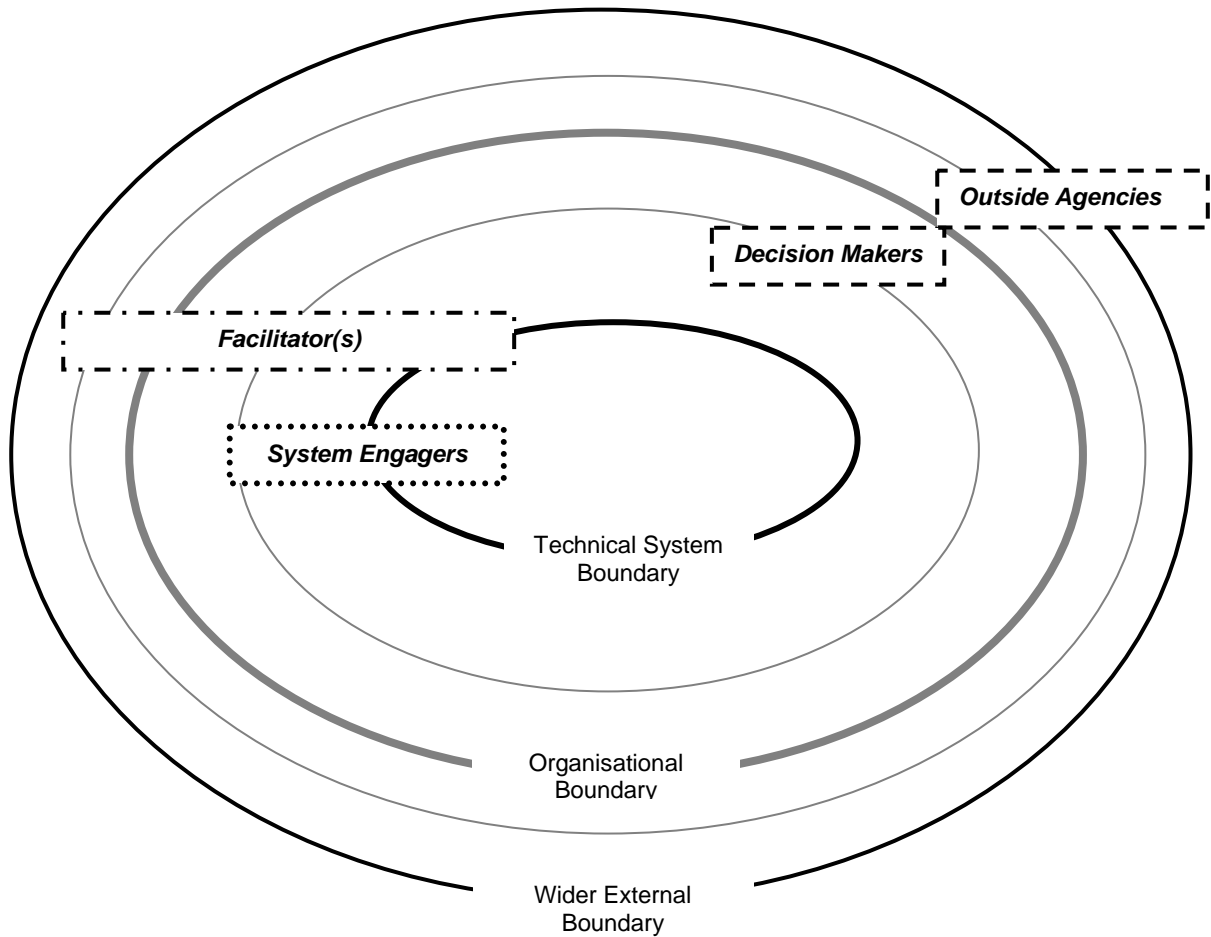 Outside Agencies
Decision Makers
Facilitator(s)
System Engagers
Technical System
Boundary
Organisational
Boundary
Wider External
Boundary